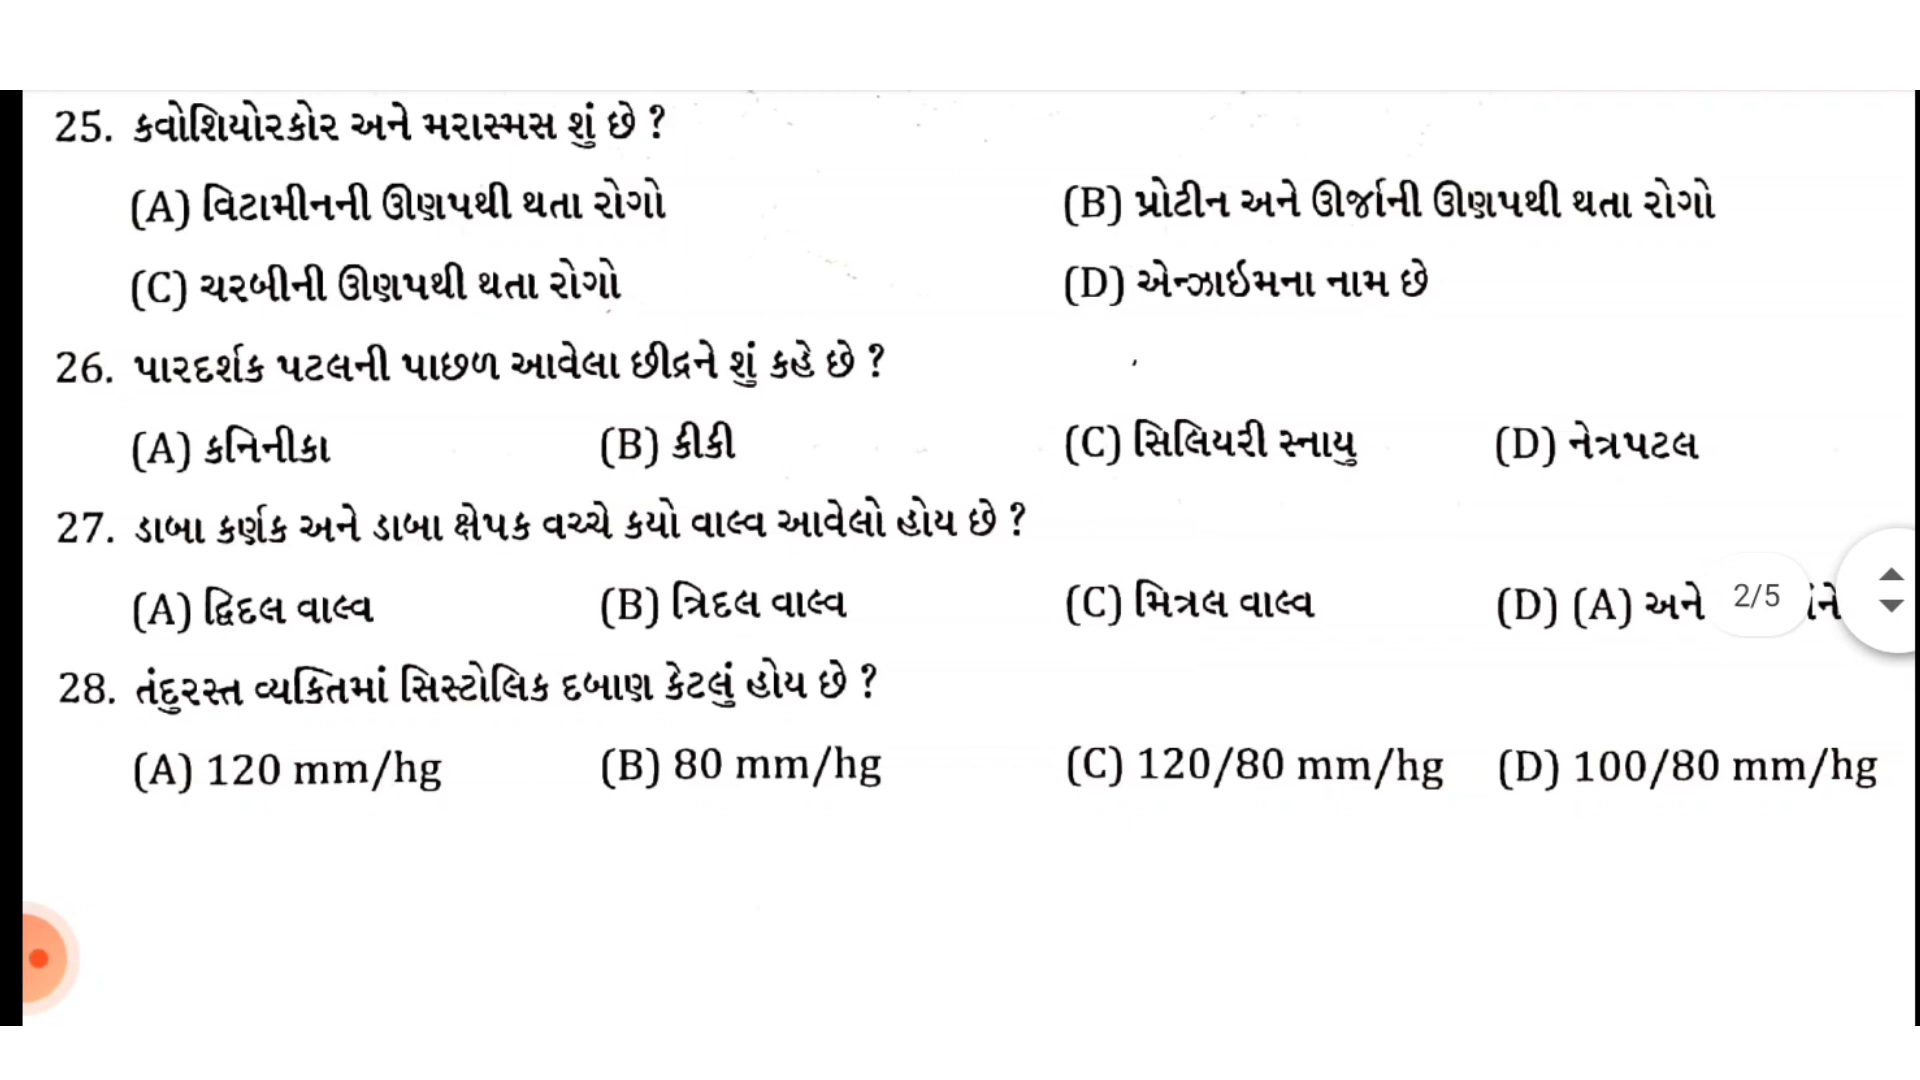 25. કવોશિયોરકોર અને મરાસ્મસ શું છે ?
(A) વિટામીનની ઊણપથી થતા રોગો (B) પ્રોટીન અને ઊર્જાની ઊણપથી થતા રોગો
(C) ચરબીની ઊણપથી થતા રોગો (D) એન્ઝાઇમના નામ છે
26. પારદર્શક પટલની પાછળ આવેલા છીદ્રને શું કહે છે ?
(A) કનિનીકા (B) કીકી (C) સિલિયરી સ્નાયુ (D) નેત્રપટલ
27. ડાબા કર્ણક અને ડાબા ક્ષેપક વચ્ચે કયો વાલ્વ આવેલો હોય છે ?
(A) દ્વિદલ વાલ્વ (B) ત્રિદલ વાલ્વ (C) મિત્રલ વાલ્વ (D) (A) અને
2/5
28. તંદુરસ્ત વ્યકિતમાં સિસ્ટોલિક દબાણ કેટલું હોય છે ?
(A) 120 mm/hg (B) 80 mm/hg (C) 120/80 mm/hg (D) 100/80 mm/hg